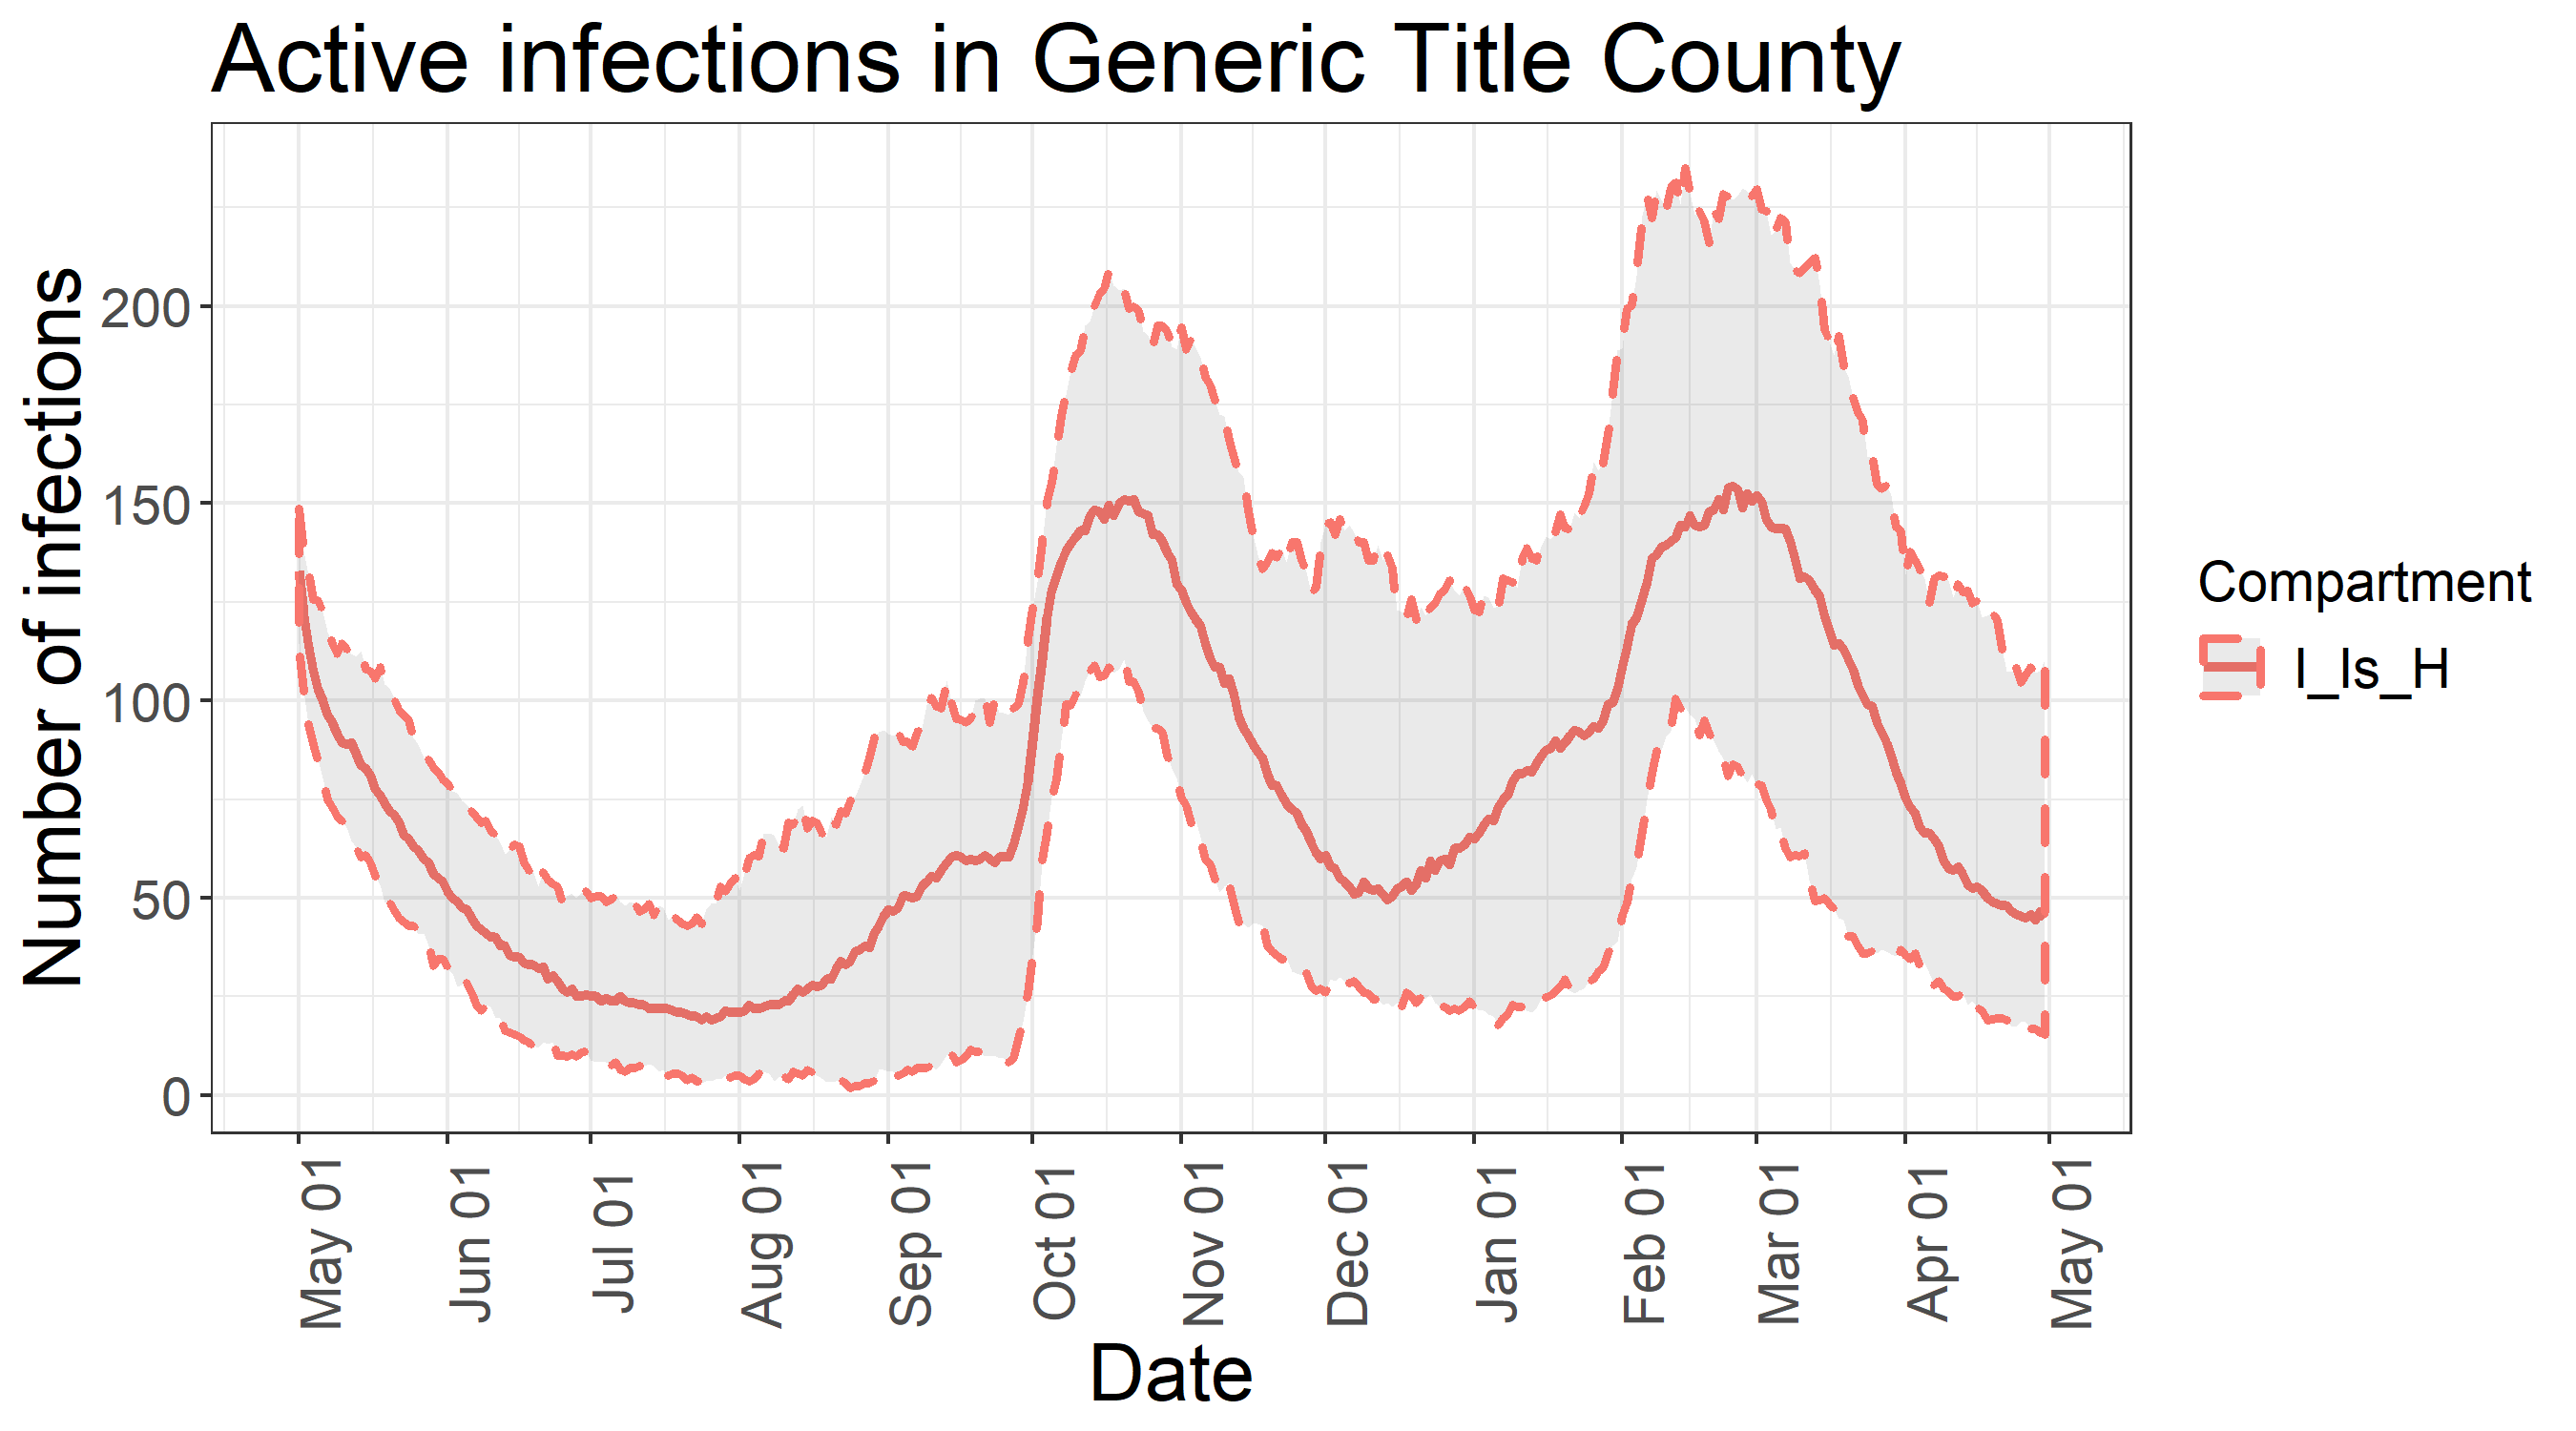 Active infections in Generic Title County
Number of infections
200
150
100
50
0
May 01
Jun 01
Jul 01
Aug 01
Sep 01
Oct 01
Nov 01
Dec 01
Jan 01
Feb 01
Mar 01
Apr 01
May 01
Date
Compartment
I_Is_H